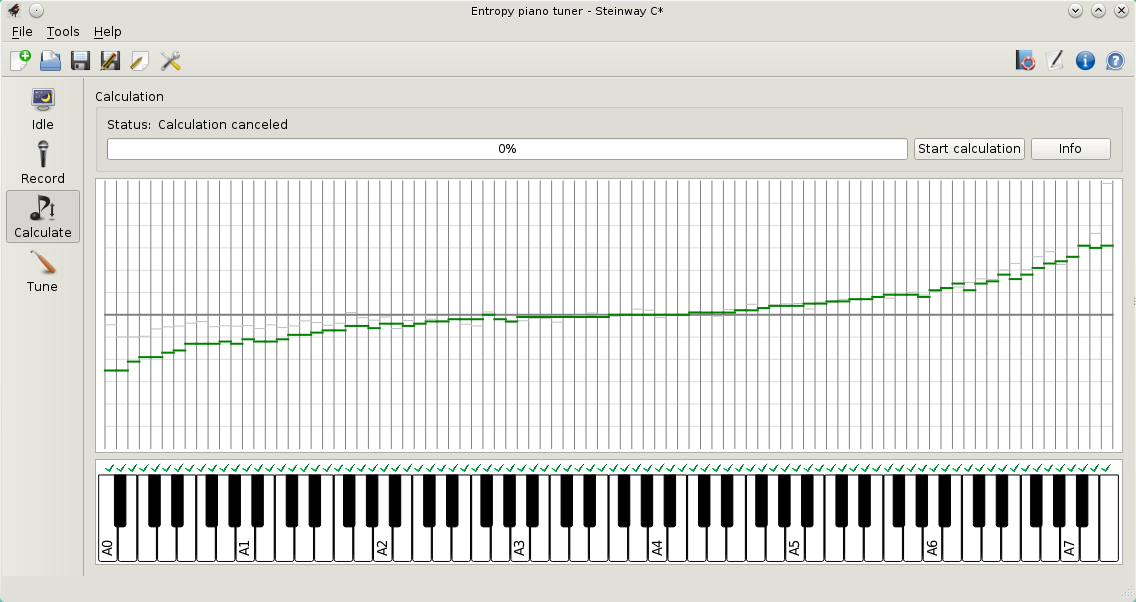 Entropy piano tuner - Steinway C*
File Tools Help
Calculation
Status: Calculation canceled
0%
Start calculation
Info
Idle
Record
Calculate
Tune
A0
A1
A2
A3
A4
A5
A6
A7